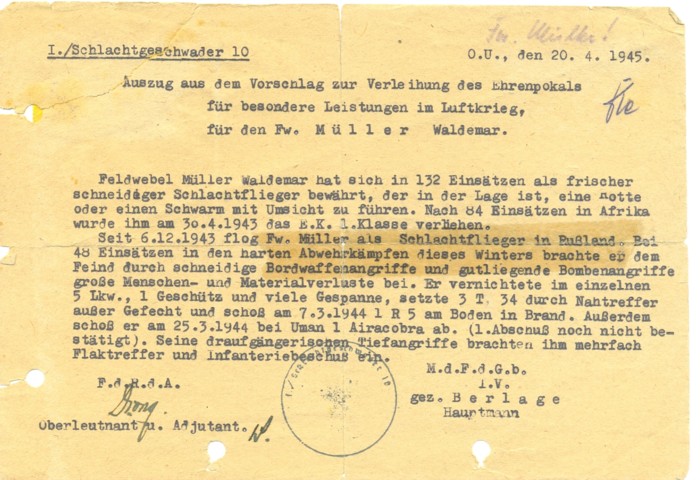 Fw. Müller!
I./Schlachtgeschwader 10
O.U., den 20.4.1945.
Auszug aus dem Vorschlag zur Verleihung des Ehrenpokals
für besondere Leistungen im Luftkrieg,
für den Fw. Müller Waldemar.
Feldwebel Müller Waldemar hat sich in 132 Einsätzen als frischer
schneidiger Schlachtflieger bewährt, der in der Lage ist, eine Rotte
oder einen Schwarm mit Umsicht zu führen. Nach 84 Einsätzen in Afrika
wurde ihm am 30.4.1943 das E.K. 1.Klasse verliehen.
Seit 6.12.1943 flog Fw. Müller als Schlachtflieger in Rußland. Bei
48 Einsätzen in den harten Abwehrkämpfen dieses Winters brachte er dem
Feind durch schneidige Bordwaffenangriffe und gutliegende Bombenangriffe
große Menschen- und Materialverluste bei. Er vernichtete im einzelnen
5 Lkw., 1 Geschütz und viele Gespanne, setzte 3 T. 34 durch Nahtreffer
außer Gefecht und schoß am 7.3.1944 1 R 5 am Boden in Brand. Außerdem
schoß er am 25.3.1944 bei Uman 1 Airacobra ab. (1.Abschuß noch nicht be-
stätigt). Seine draufgängerischen Tiefangriffe brachten ihm mehrfach
Flaktreffer und Infanteriebeschuß ein.
F.d.R.d.A.
M.d.F.d.G.b.
I.V.
gez. Berlage
Hauptmann
Oberleutnant u. Adjutant.
I./Schlachtgeschwader 10